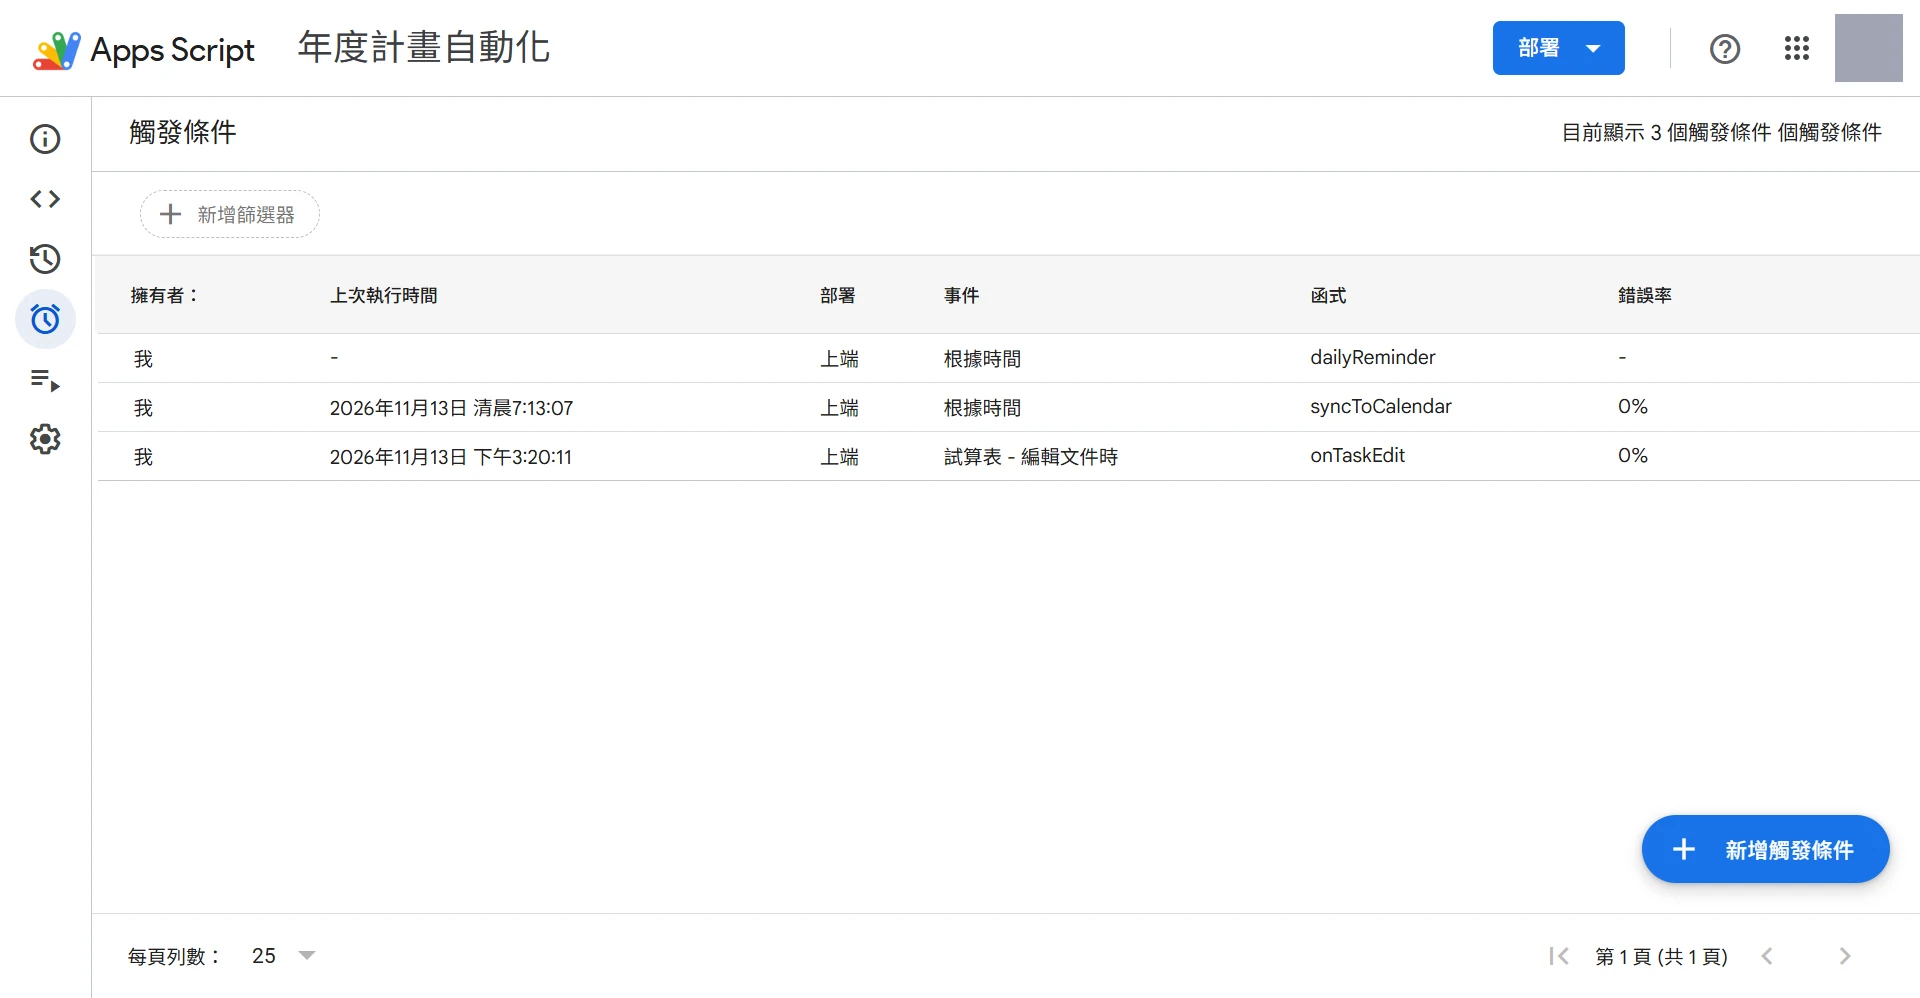 Apps Script 年度計畫自動化 部署
觸發條件 目前顯示 3 個觸發條件 個觸發條件
新增篩選器
擁有者： 上次執行時間 部署 事件 函式 錯誤率
我 - 上端 根據時間 dailyReminder -
我 2026年11月13日 清晨7:13:07 上端 根據時間 syncToCalendar 0%
我 2026年11月13日 下午3:20:11 上端 試算表 - 編輯文件時 onTaskEdit 0%
新增觸發條件
每頁列數： 25 第 1 頁 (共 1 頁)